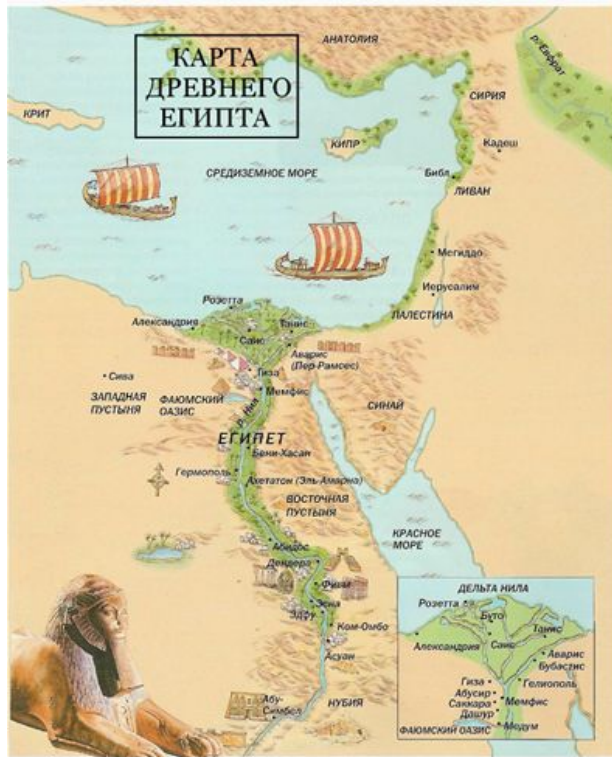 КАРТА
ДРЕВНЕГО
ЕГИПТА
АНАТОЛИЯ
р. Евфрат
КРИТ
СИРИЯ
КИПР
Кадеш
СРЕДИЗЕМНОЕ МОРЕ
Библ
ЛИВАН
Мегиддо
Иерусалим
Розетта
ПАЛЕСТИНА
Александрия
Танис
Саис
Аварис
(Пер-Рамсес)
Сива
Гиза
ЗАПАДНАЯ
ПУСТЫНЯ
ФАЮМСКИЙ
ОАЗИС
Мемфис
р. Нил
СИНАЙ
ЕГИПЕТ
Бени-Хасан
Гермополь
Ахетатон (Эль-Амарна)
ВОСТОЧНАЯ
ПУСТЫНЯ
КРАСНОЕ
МОРЕ
Абидос
Дендера
Фивы
Эсна
Эдфу
Ком-Омбо
Асуан
Абу-
Симбел
НУБИЯ
ДЕЛЬТА НИЛА
Розетта
Буто
Танис
Александрия
Саис
Аварис
Бубастис
Гиза
Гелиополь
Абусир
Саккара
Мемфис
Дашур
ФАЮМСКИЙ ОАЗИС
Медум